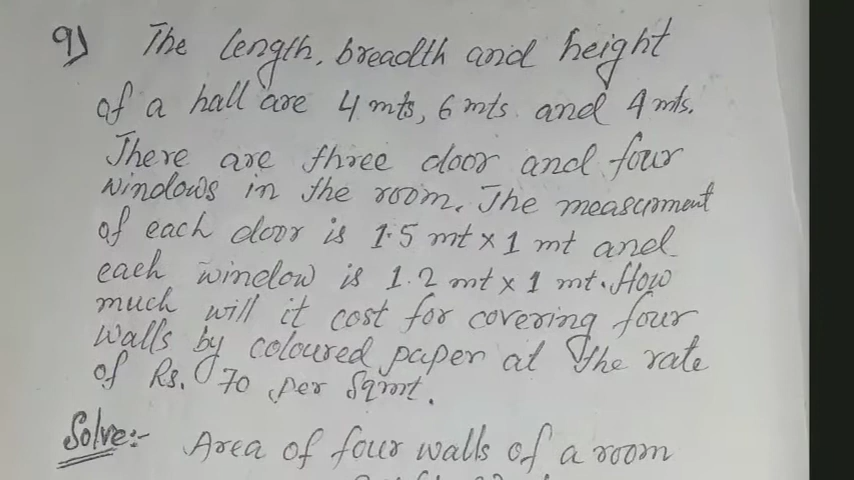 9) The length, breadth and height
of a hall are 4 mts, 6 mts. and 4 mts.
There are three door and four
windows in the room. The measurment
of each door is 1.5 mt x 1 mt and
each window is 1.2 mt x 1 mt. How
much will it cost for covering four
walls by coloured paper at the rate
of Rs. 70 per Sqmt.
Solve:- Area of four walls of a room